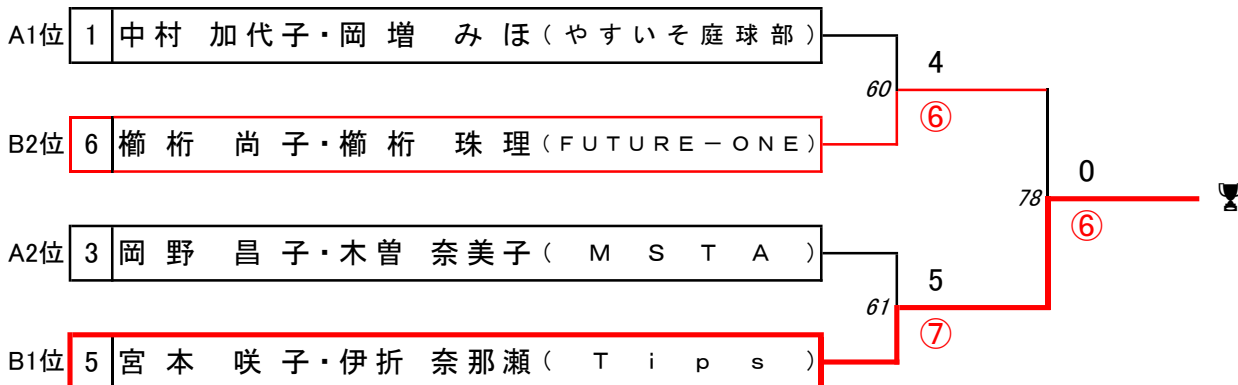 A1位 1 中村 加代子・岡増 みほ（やすいそ庭球部）
4
60
⑥
B2位 6 櫛桁 尚子・櫛桁 珠理（FUTURE－ONE）
0
78
⑥
A2位 3 岡野 昌子・木曽 奈美子（MSTA）
5
61
⑦
B1位 5 宮本 咲子・伊折 奈那瀬（Tips）